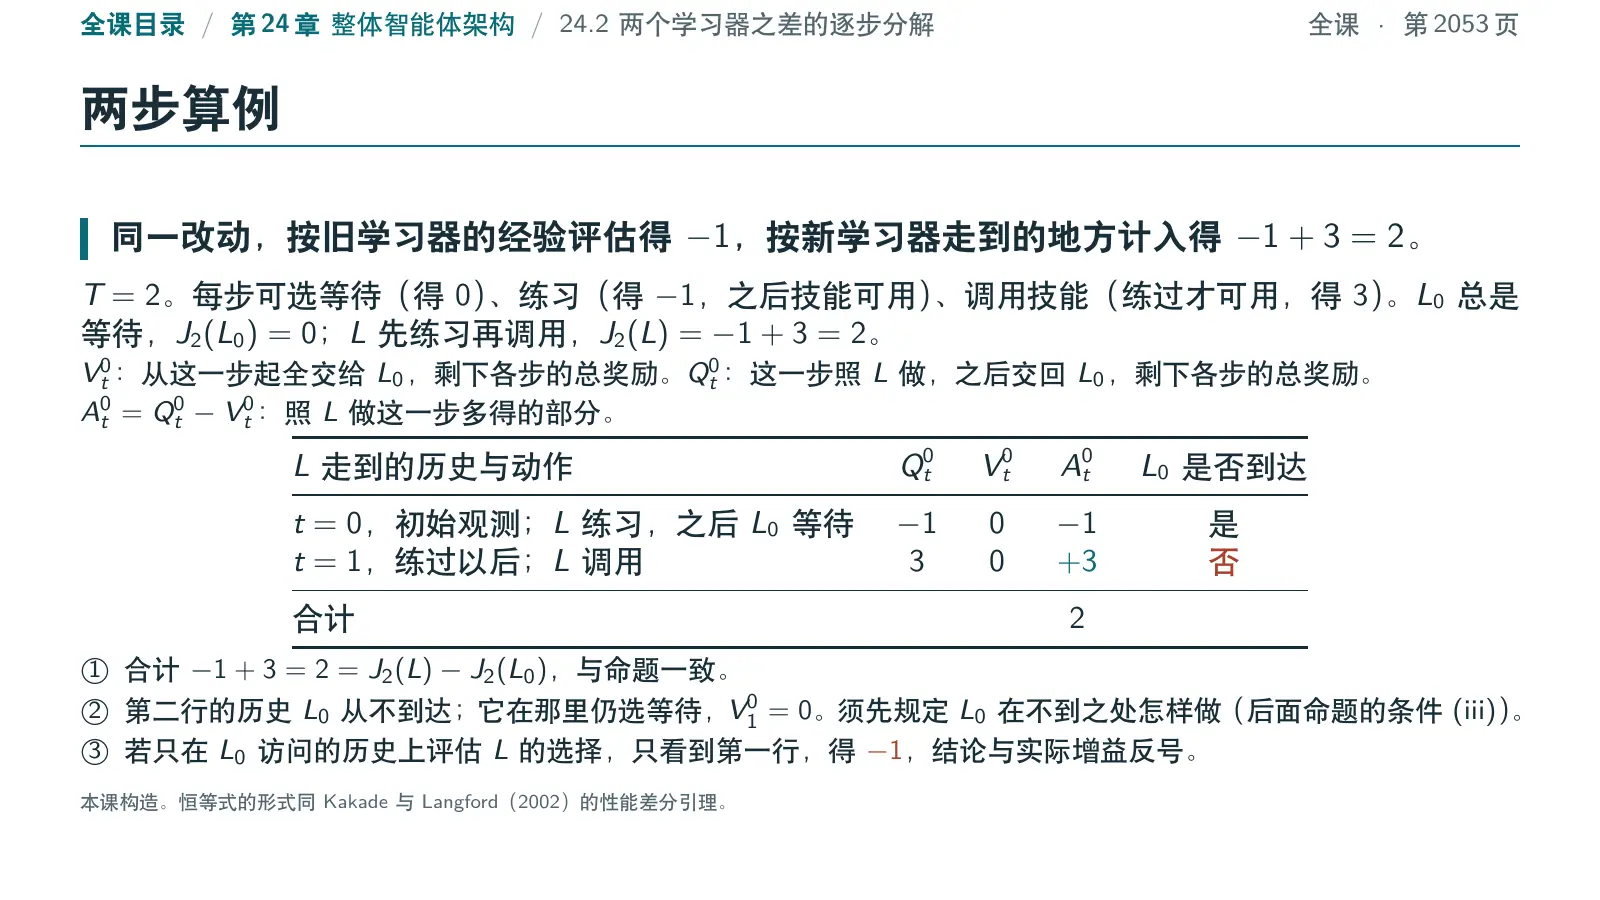 全课目录 / 第 24 章 整体智能体架构 / 24.2 两个学习器之差的逐步分解
全课 · 第 2053 页
两步算例
同一改动，按旧学习器的经验评估得 −1，按新学习器走到的地方计入得 −1 + 3 = 2。
T = 2。每步可选等待（得 0）、练习（得 −1，之后技能可用）、调用技能（练过才可用，得 3）。L₀ 总是
等待，J₂(L₀) = 0；L 先练习再调用，J₂(L) = −1 + 3 = 2。
V⁰ₜ：从这一步起全交给 L₀，剩下各步的总奖励。Q⁰ₜ：这一步照 L 做，之后交回 L₀，剩下各步的总奖励。
A⁰ₜ = Q⁰ₜ − V⁰ₜ：照 L 做这一步多得的部分。
L 走到的历史与动作 Q⁰ₜ V⁰ₜ A⁰ₜ L₀ 是否到达
t = 0，初始观测；L 练习，之后 L₀ 等待 −1 0 −1 是
t = 1，练过以后；L 调用 3 0 +3 否
合计 2
① 合计 −1 + 3 = 2 = J₂(L) − J₂(L₀)，与命题一致。
② 第二行的历史 L₀ 从不到达；它在那里仍选等待，V⁰₁ = 0。须先规定 L₀ 在不到之处怎样做（后面命题的条件 (iii)）。
③ 若只在 L₀ 访问的历史上评估 L 的选择，只看到第一行，得 −1，结论与实际增益反号。
本课构造。恒等式的形式同 Kakade 与 Langford（2002）的性能差分引理。